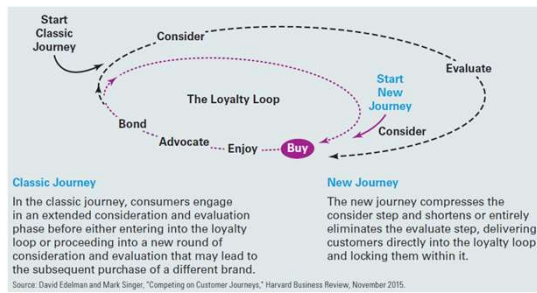 Start
Classic
Journey
Consider
Evaluate
The Loyalty Loop
Start
New
Journey
Consider
Bond
Advocate
Enjoy
Buy
Classic Journey
In the classic journey, consumers engage
in an extended consideration and evaluation
phase before either entering into the loyalty
loop or proceeding into a new round of
consideration and evaluation that may lead to
the subsequent purchase of a different brand.
New Journey
The new journey compresses the
consider step and shortens or entirely
eliminates the evaluate step, delivering
customers directly into the loyalty loop
and locking them within it.
Source: David Edelman and Mark Singer, "Competing on Customer Journeys," Harvard Business Review, November 2015.